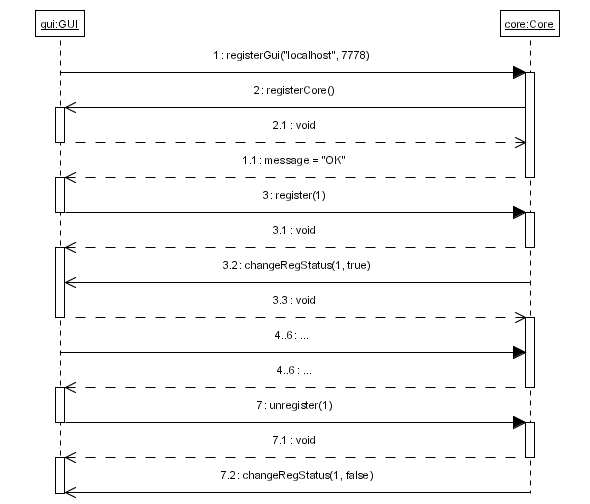 gui:GUI
core:Core
1 : registerGui("localhost", 7778)
2 : registerCore()
2.1 : void
1.1 : message = "OK"
3 : register(1)
3.1 : void
3.2 : changeRegStatus(1, true)
3.3 : void
4..6 : ...
4..6 : ...
7 : unregister(1)
7.1 : void
7.2 : changeRegStatus(1, false)